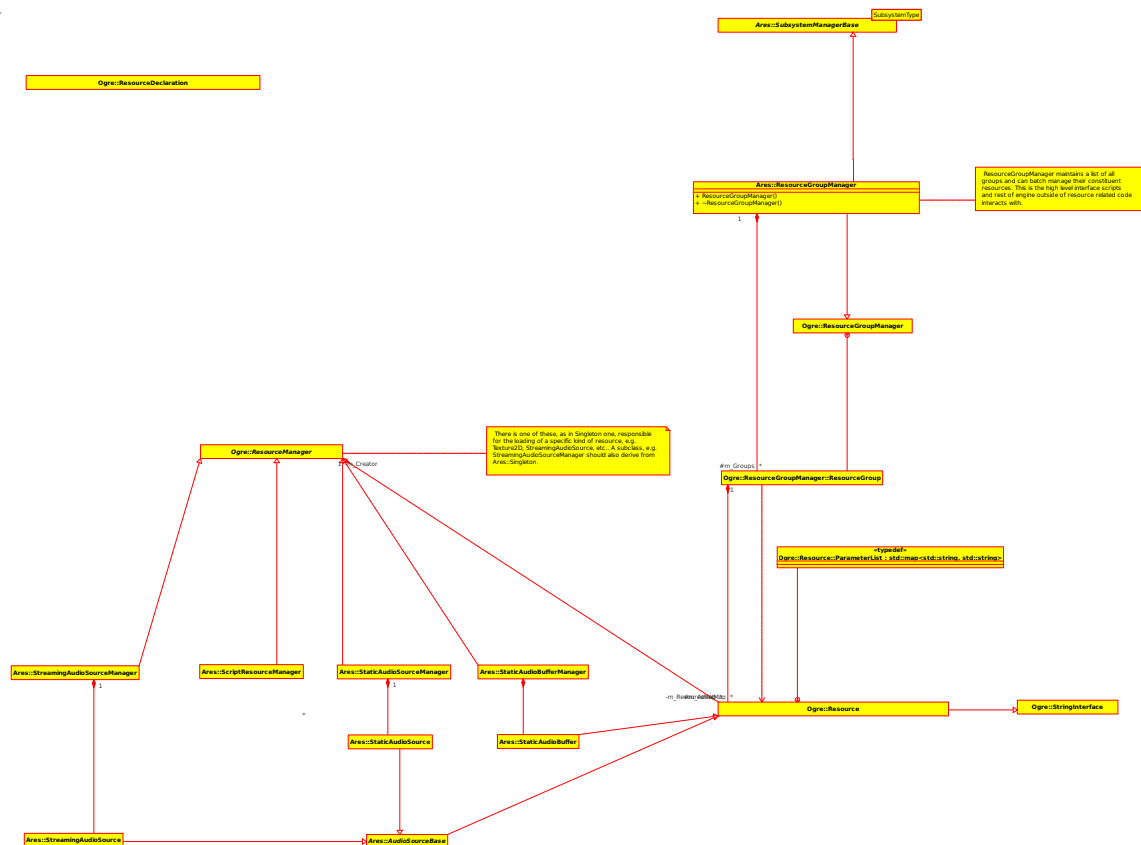 SubsystemType
Ares::SubsystemManagerBase
Ogre::ResourceDeclaration
Ares::ResourceGroupManager
+ ResourceGroupManager()
+ ~ResourceGroupManager()
ResourceGroupManager maintains a list of all
groups and can batch manage their constituent
resources. This is the high level interface scripts
and rest of engine outside of resource related code
interacts with.
1
Ogre::ResourceGroupManager
There is one of these, as in Singleton one, responsible
for the loading of a specific kind of resource, e.g.
Texture2D, StreamingAudioSource, etc.. A subclass, e.g.
StreamingAudioSourceManager should also derive from
Ares::Singleton.
Ogre::ResourceManager
#m_Groups *
Ogre::ResourceGroupManager::ResourceGroup
1
«typedef»
Ogre::Resource::ParameterList : std::map<std::string, std::string>
Ares::StreamingAudioSourceManager
Ares::ScriptResourceManager
Ares::StaticAudioSourceManager
Ares::StaticAudioBufferManager
1
1
*
*
Ogre::Resource
Ogre::StringInterface
Ares::StaticAudioSource
Ares::StaticAudioBuffer
Ares::StreamingAudioSource
Ares::AudioSourceBase